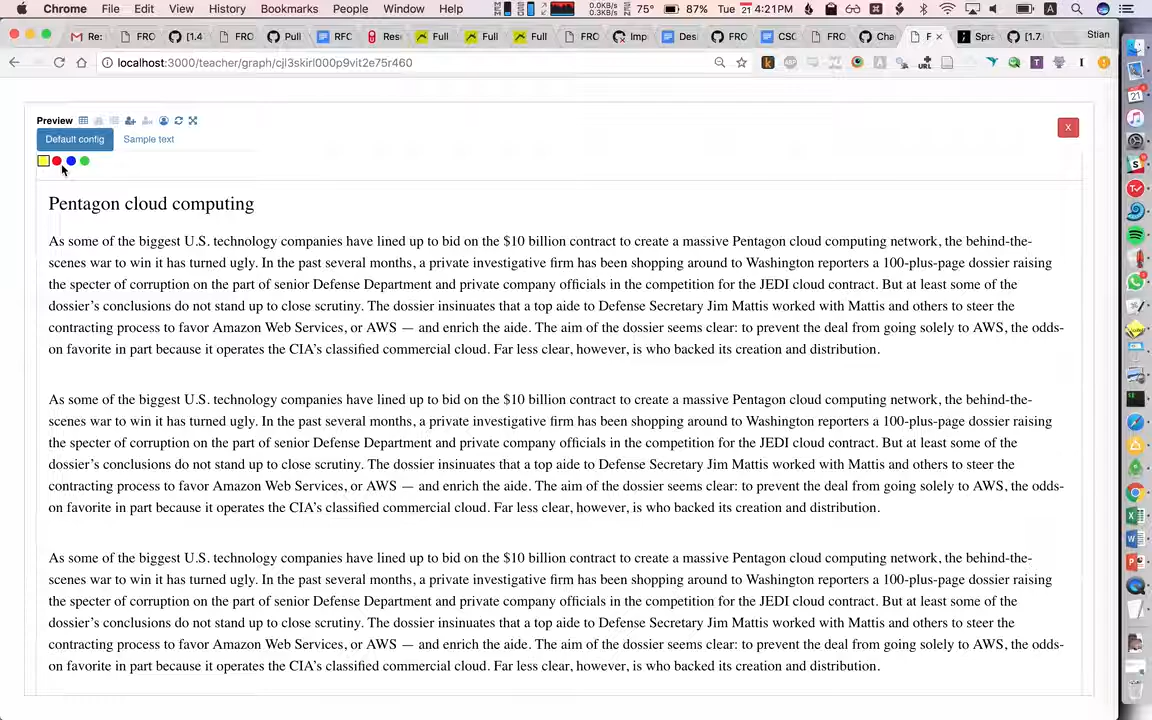 Chrome File Edit View History Bookmarks People Window Help 0.0KB/s 0.3KB/s 75° 87% Tue 21 4:21PM A
Re: FRO [1.4 FRO Pull RFC Res Full Full Full FRO Imp Des FRO CSC FRO Cha F Spr [1.7 Stian
localhost:3000/teacher/graph/cjl3skirl000p9vit2e75r460
Preview
Default config Sample text X
Pentagon cloud computing
As some of the biggest U.S. technology companies have lined up to bid on the $10 billion contract to create a massive Pentagon cloud computing network, the behind-the-
scenes war to win it has turned ugly. In the past several months, a private investigative firm has been shopping around to Washington reporters a 100-plus-page dossier raising
the specter of corruption on the part of senior Defense Department and private company officials in the competition for the JEDI cloud contract. But at least some of the
dossier’s conclusions do not stand up to close scrutiny. The dossier insinuates that a top aide to Defense Secretary Jim Mattis worked with Mattis and others to steer the
contracting process to favor Amazon Web Services, or AWS — and enrich the aide. The aim of the dossier seems clear: to prevent the deal from going solely to AWS, the odds-
on favorite in part because it operates the CIA’s classified commercial cloud. Far less clear, however, is who backed its creation and distribution.
As some of the biggest U.S. technology companies have lined up to bid on the $10 billion contract to create a massive Pentagon cloud computing network, the behind-the-
scenes war to win it has turned ugly. In the past several months, a private investigative firm has been shopping around to Washington reporters a 100-plus-page dossier raising
the specter of corruption on the part of senior Defense Department and private company officials in the competition for the JEDI cloud contract. But at least some of the
dossier’s conclusions do not stand up to close scrutiny. The dossier insinuates that a top aide to Defense Secretary Jim Mattis worked with Mattis and others to steer the
contracting process to favor Amazon Web Services, or AWS — and enrich the aide. The aim of the dossier seems clear: to prevent the deal from going solely to AWS, the odds-
on favorite in part because it operates the CIA’s classified commercial cloud. Far less clear, however, is who backed its creation and distribution.
As some of the biggest U.S. technology companies have lined up to bid on the $10 billion contract to create a massive Pentagon cloud computing network, the behind-the-
scenes war to win it has turned ugly. In the past several months, a private investigative firm has been shopping around to Washington reporters a 100-plus-page dossier raising
the specter of corruption on the part of senior Defense Department and private company officials in the competition for the JEDI cloud contract. But at least some of the
dossier’s conclusions do not stand up to close scrutiny. The dossier insinuates that a top aide to Defense Secretary Jim Mattis worked with Mattis and others to steer the
contracting process to favor Amazon Web Services, or AWS — and enrich the aide. The aim of the dossier seems clear: to prevent the deal from going solely to AWS, the odds-
on favorite in part because it operates the CIA’s classified commercial cloud. Far less clear, however, is who backed its creation and distribution.